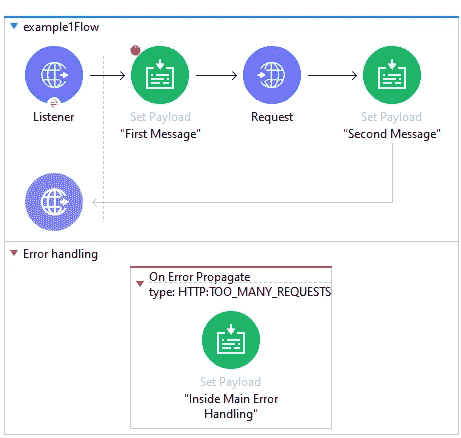 example1Flow
Listener
Set Payload
"First Message"
Request
Set Payload
"Second Message"
Error handling
On Error Propagate
type: HTTP:TOO_MANY_REQUESTS
Set Payload
"Inside Main Error
Handling"